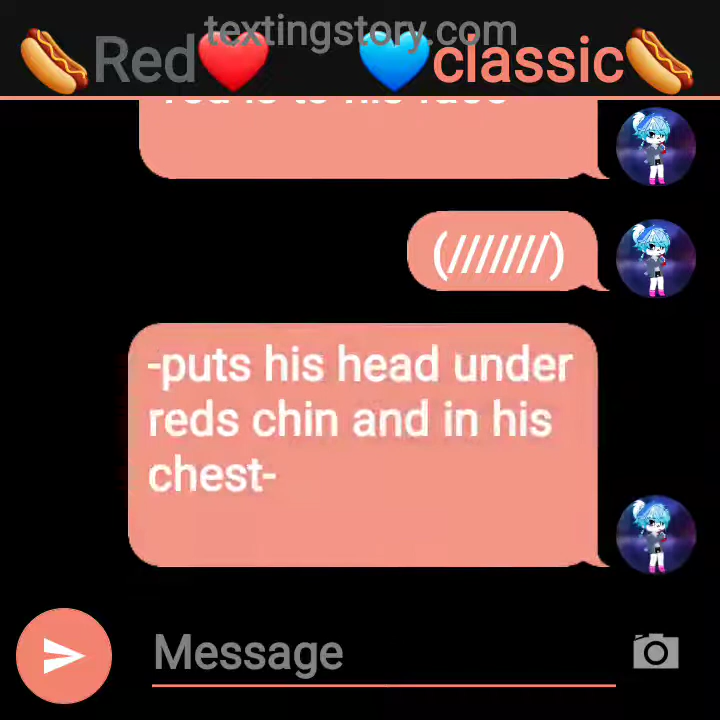 textingstory.com
Red classic
(///////)
-puts his head under
reds chin and in his
chest-
Message